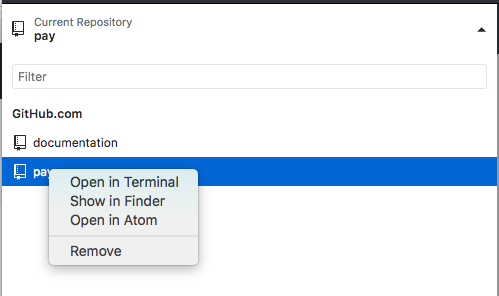 Current Repository
pay
Filter
GitHub.com
documentation
pay
Open in Terminal
Show in Finder
Open in Atom
Remove